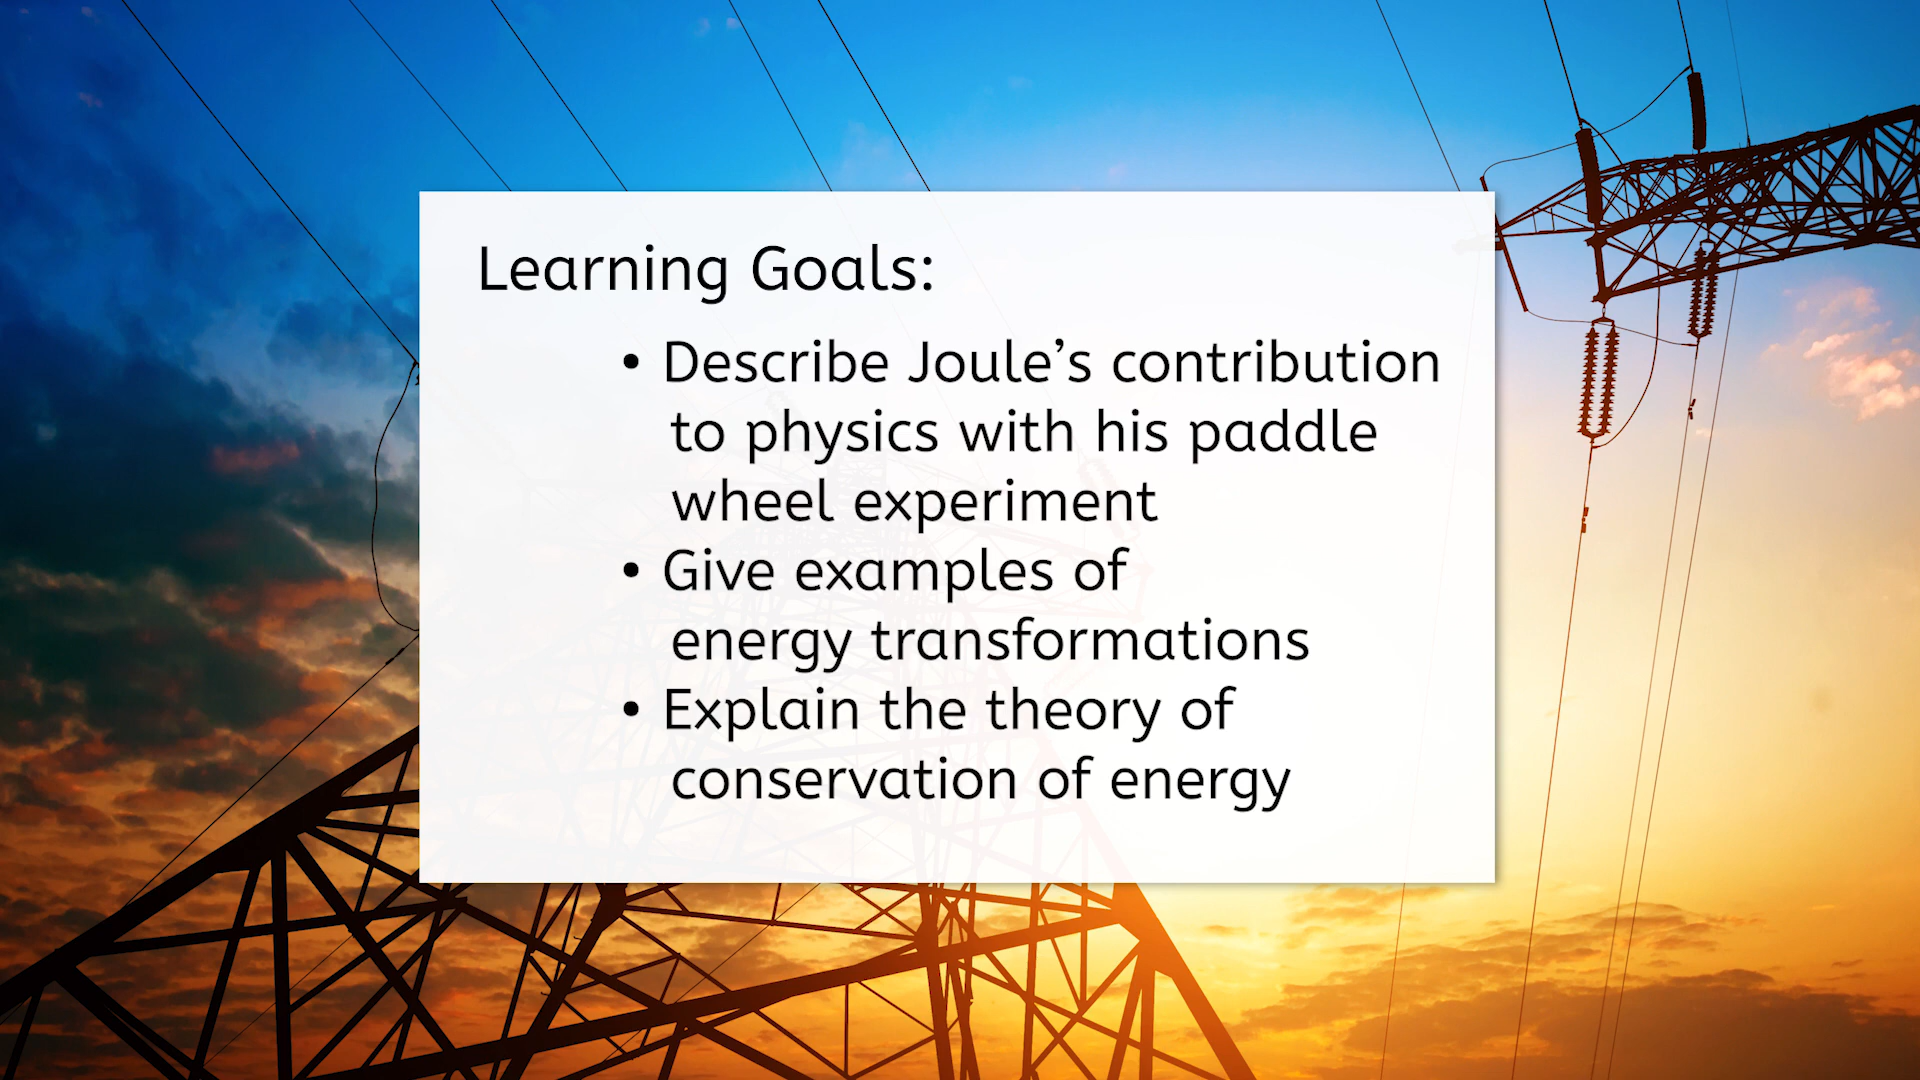 Learning Goals:
• Describe Joule’s contribution
to physics with his paddle
wheel experiment
• Give examples of
energy transformations
• Explain the theory of
conservation of energy